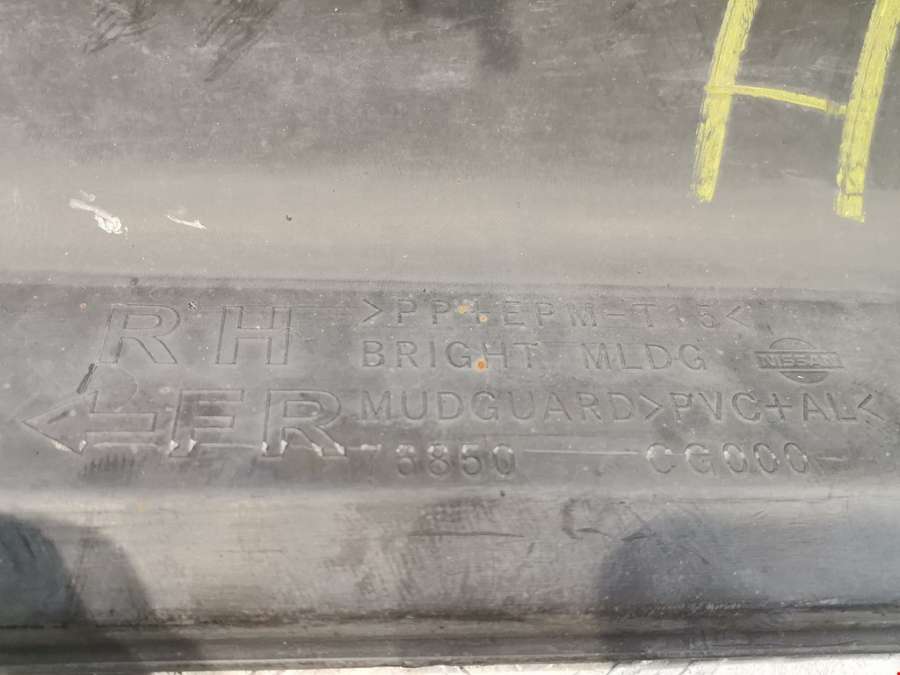 H
RH >PP+EPM-T15<
BRIGHT MLDG NISSAN
FR MUDGUARD>PVC+AL<
76850 CG000